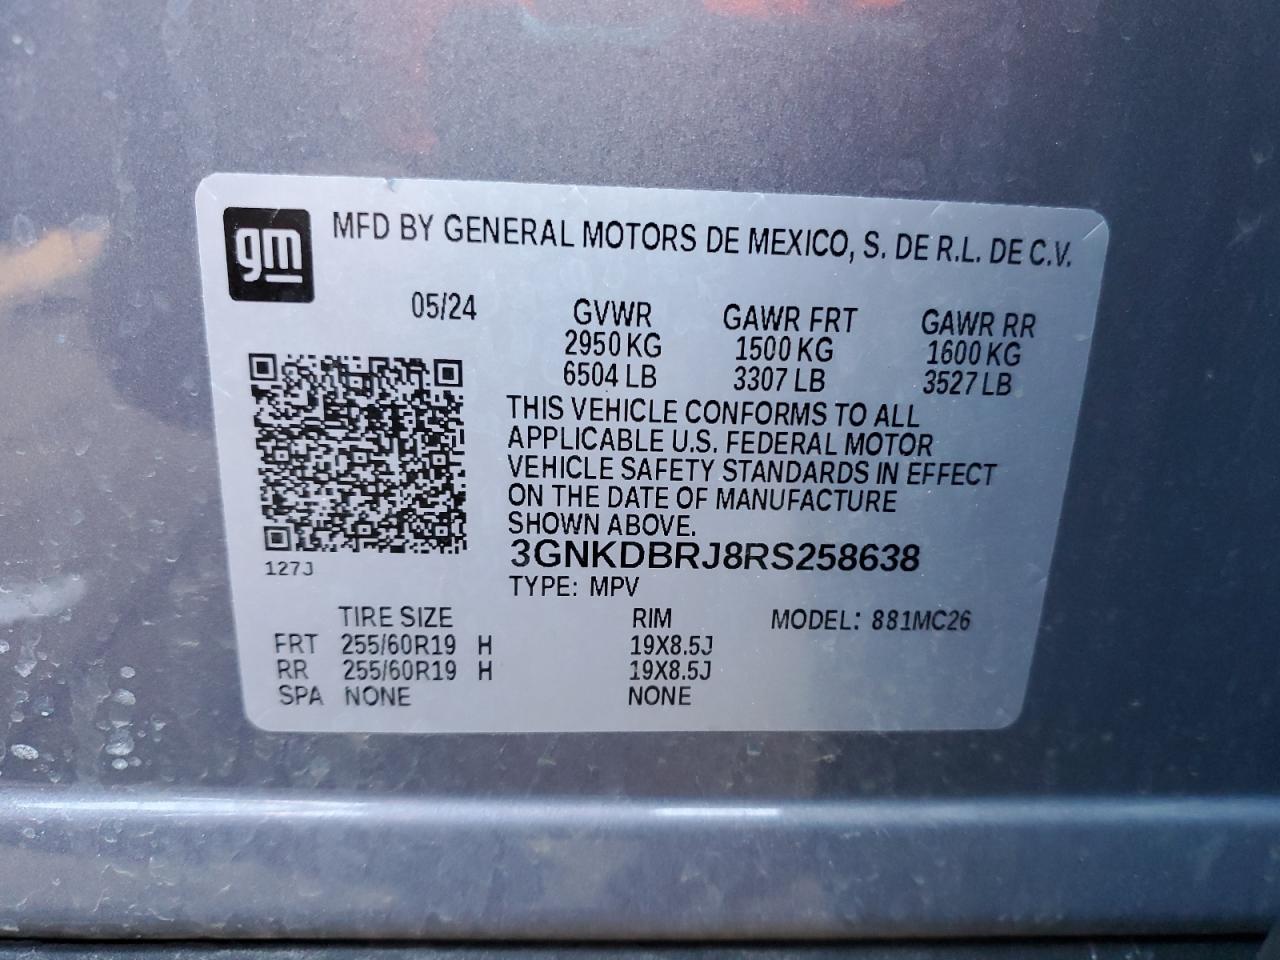 gm
MFD BY GENERAL MOTORS DE MEXICO, S. DE R.L. DE C.V.
05/24 GVWR GAWR FRT GAWR RR
2950 KG 1500 KG 1600 KG
6504 LB 3307 LB 3527 LB
THIS VEHICLE CONFORMS TO ALL
APPLICABLE U.S. FEDERAL MOTOR
VEHICLE SAFETY STANDARDS IN EFFECT
ON THE DATE OF MANUFACTURE
SHOWN ABOVE.
3GNKDBRJ8RS258638
127J
TYPE: MPV
TIRE SIZE RIM MODEL: 881MC26
FRT 255/60R19 H 19X8.5J
RR 255/60R19 H 19X8.5J
SPA NONE NONE